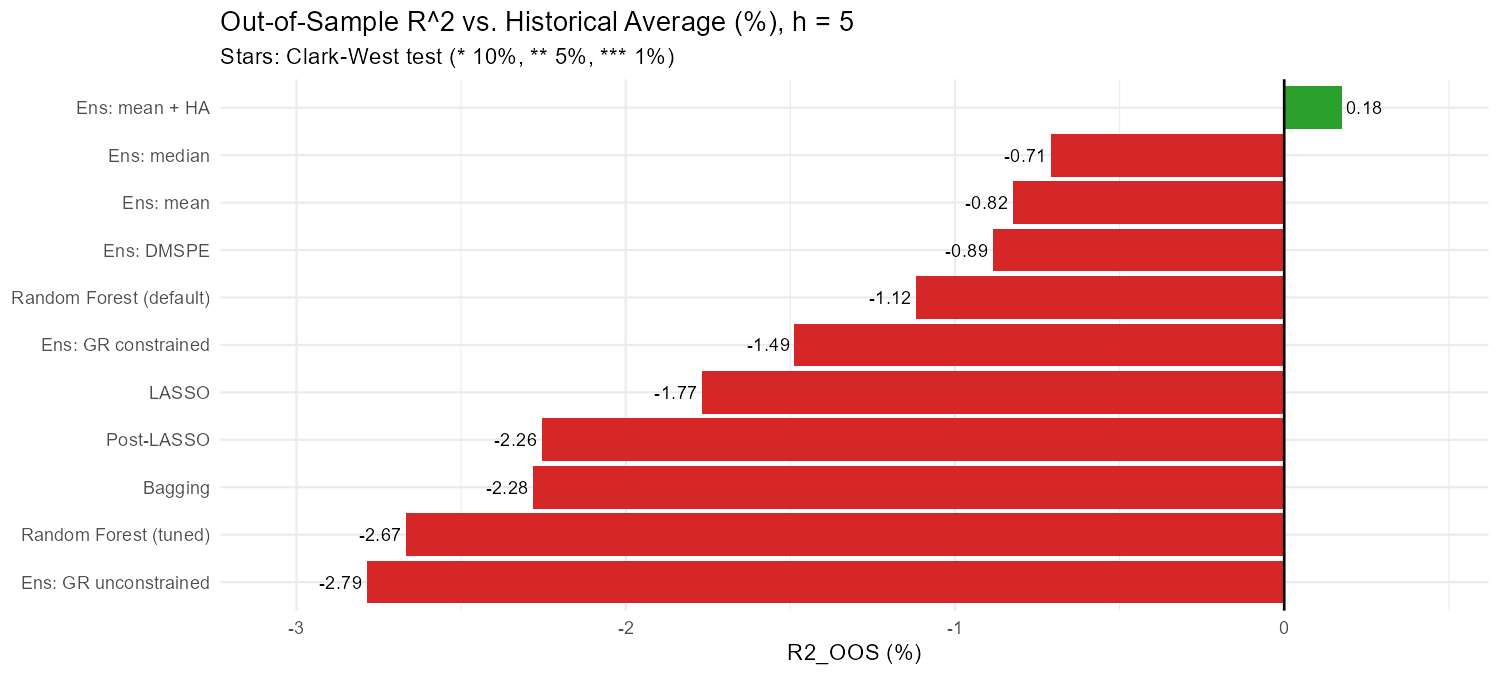 Out-of-Sample R^2 vs. Historical Average (%), h = 5
Stars: Clark-West test (* 10%, ** 5%, *** 1%)
Ens: mean + HA 0.18
Ens: median -0.71
Ens: mean -0.82
Ens: DMSPE -0.89
Random Forest (default) -1.12
Ens: GR constrained -1.49
LASSO -1.77
Post-LASSO -2.26
Bagging -2.28
Random Forest (tuned) -2.67
Ens: GR unconstrained -2.79
-3 -2 -1 0
R2_OOS (%)